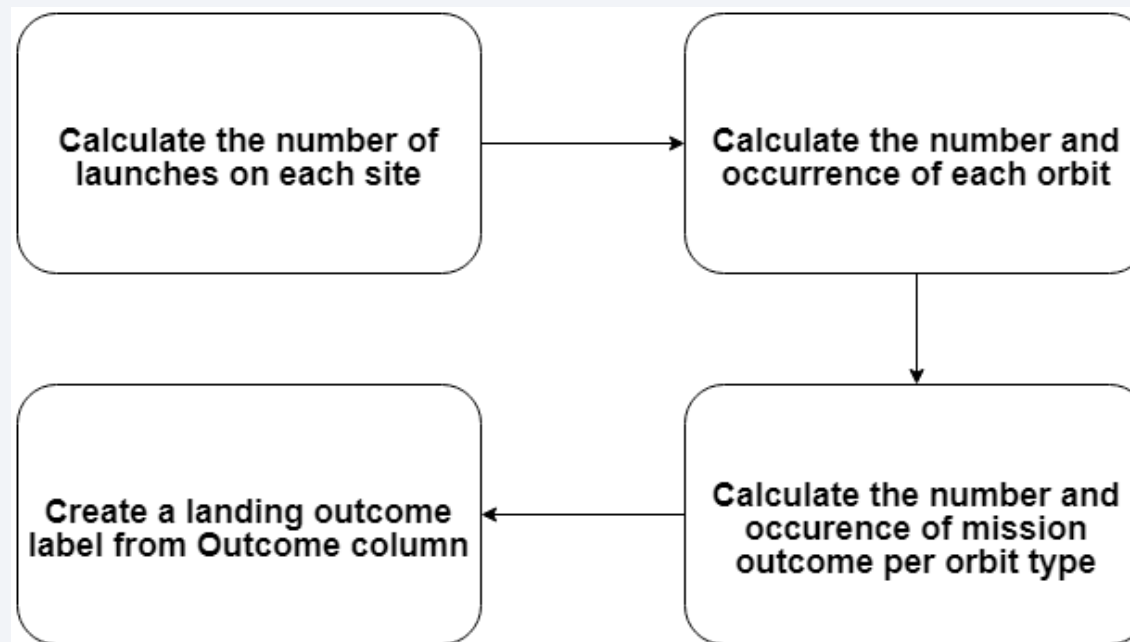 Calculate the number of
launches on each site
Calculate the number and
occurrence of each orbit
Calculate the number and
occurence of mission
outcome per orbit type
Create a landing outcome
label from Outcome column